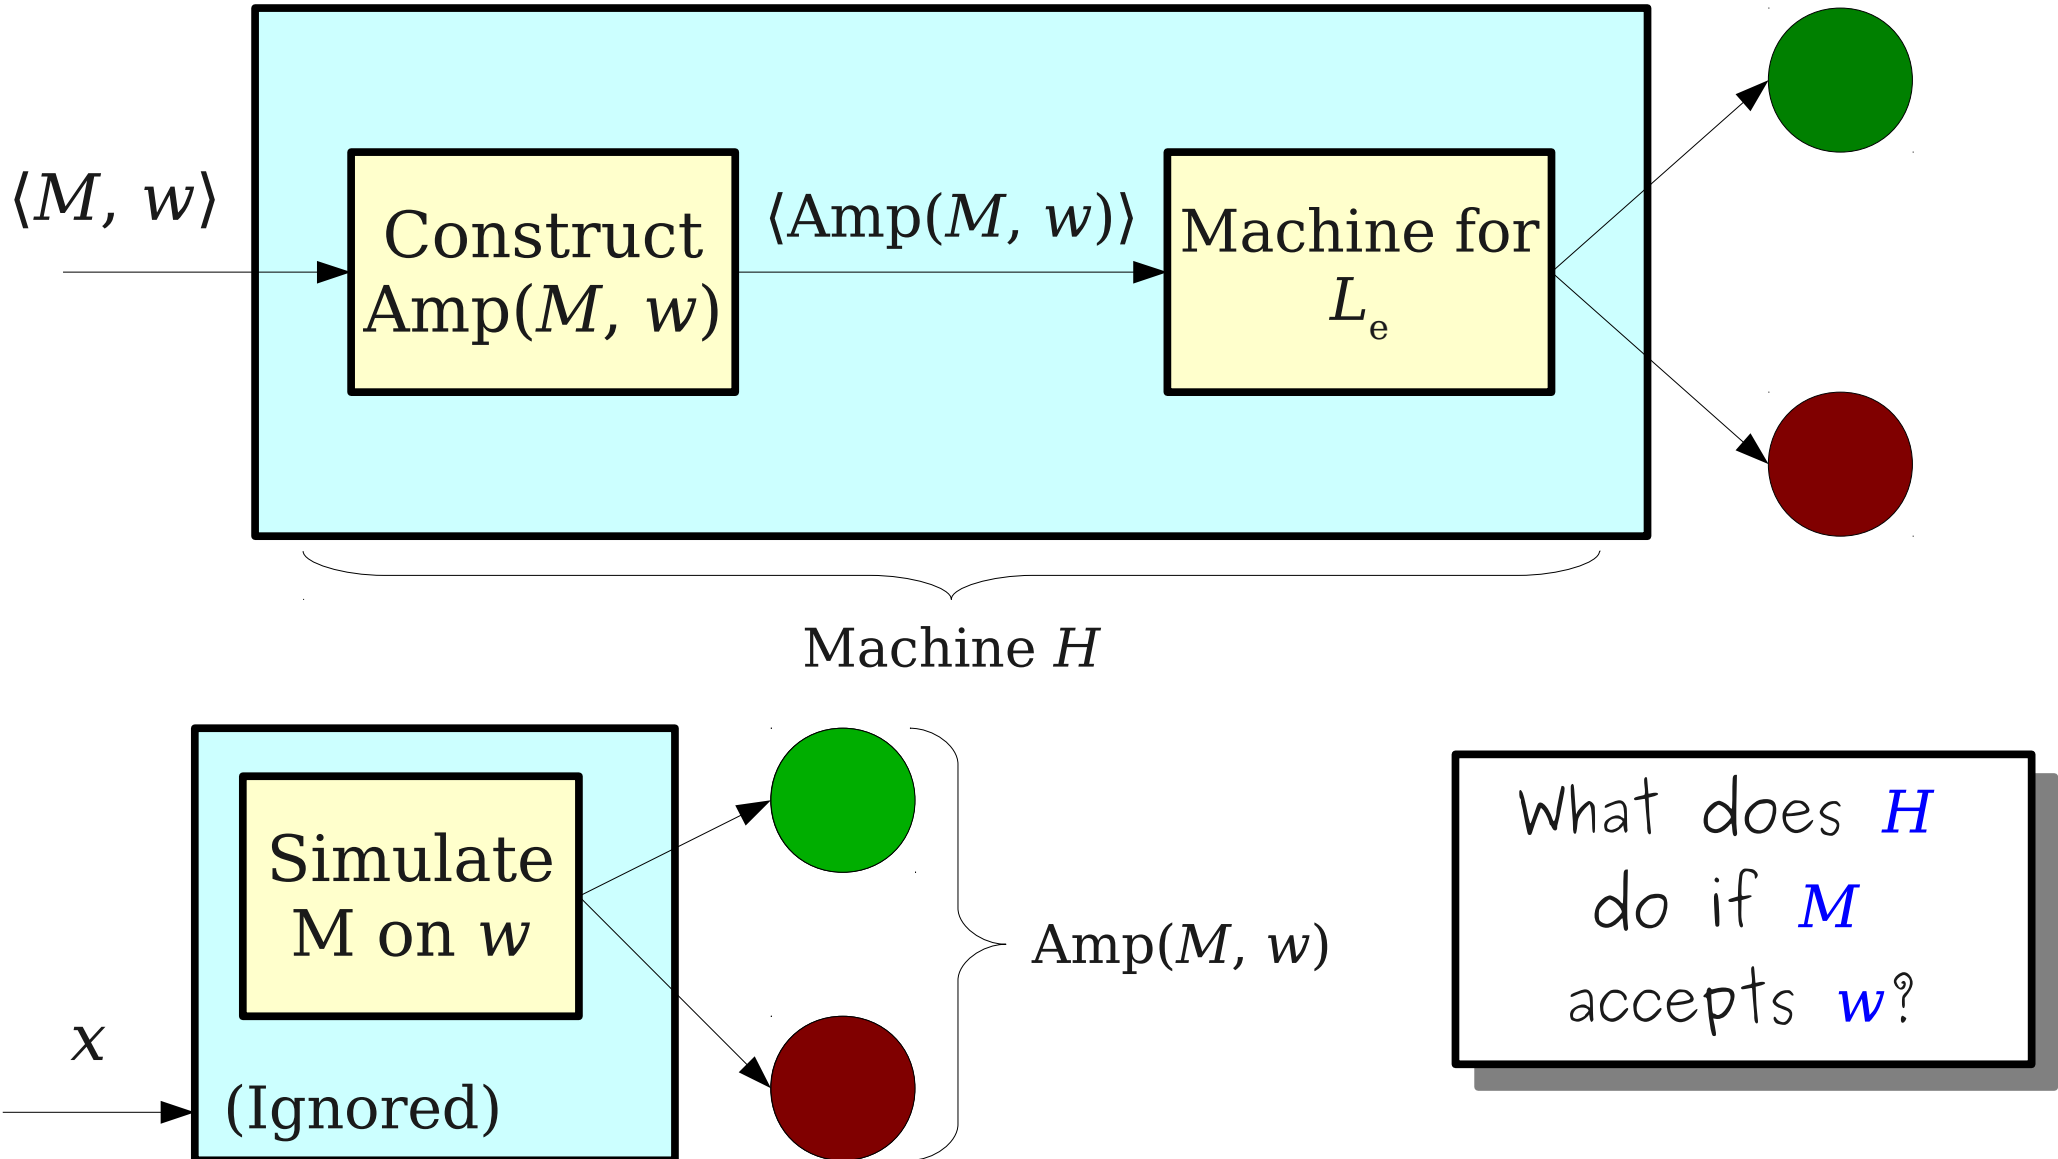 ⟨M, w⟩
Construct
Amp(M, w)
⟨Amp(M, w)⟩
Machine for
Lₑ
Machine H
Simulate
M on w
x
(Ignored)
Amp(M, w)
What does H
do if M
accepts w?